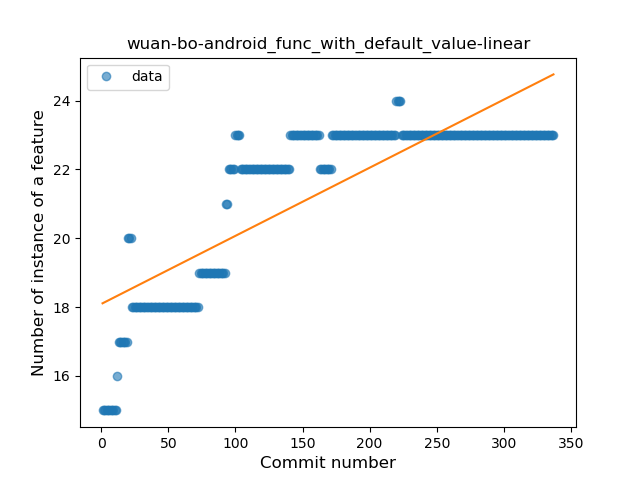 wuan-bo-android_func_with_default_value-linear
data
Number of instance of a feature
24
22
20
18
16
0 50 100 150 200 250 300 350
Commit number